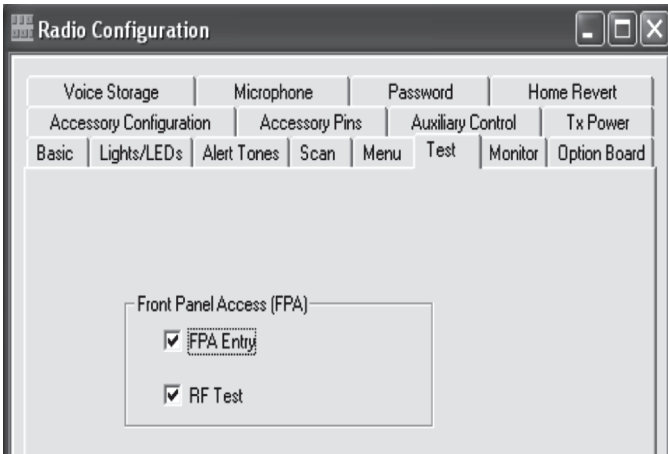 Radio Configuration
Voice Storage Microphone Password Home Revert
Accessory Configuration Accessory Pins Auxiliary Control Tx Power
Basic Lights/LEDs Alert Tones Scan Menu Test Monitor Option Board
Front Panel Access (FPA)
FPA Entry
RF Test